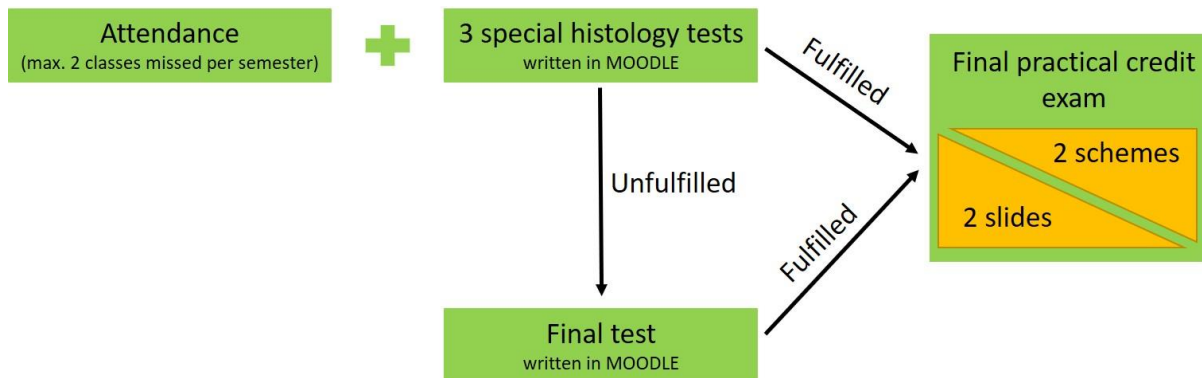 Attendance
(max. 2 classes missed per semester)
3 special histology tests
written in MOODLE
Fulfilled
Final practical credit
exam
2 schemes
2 slides
Unfulfilled
Fulfilled
Final test
written in MOODLE